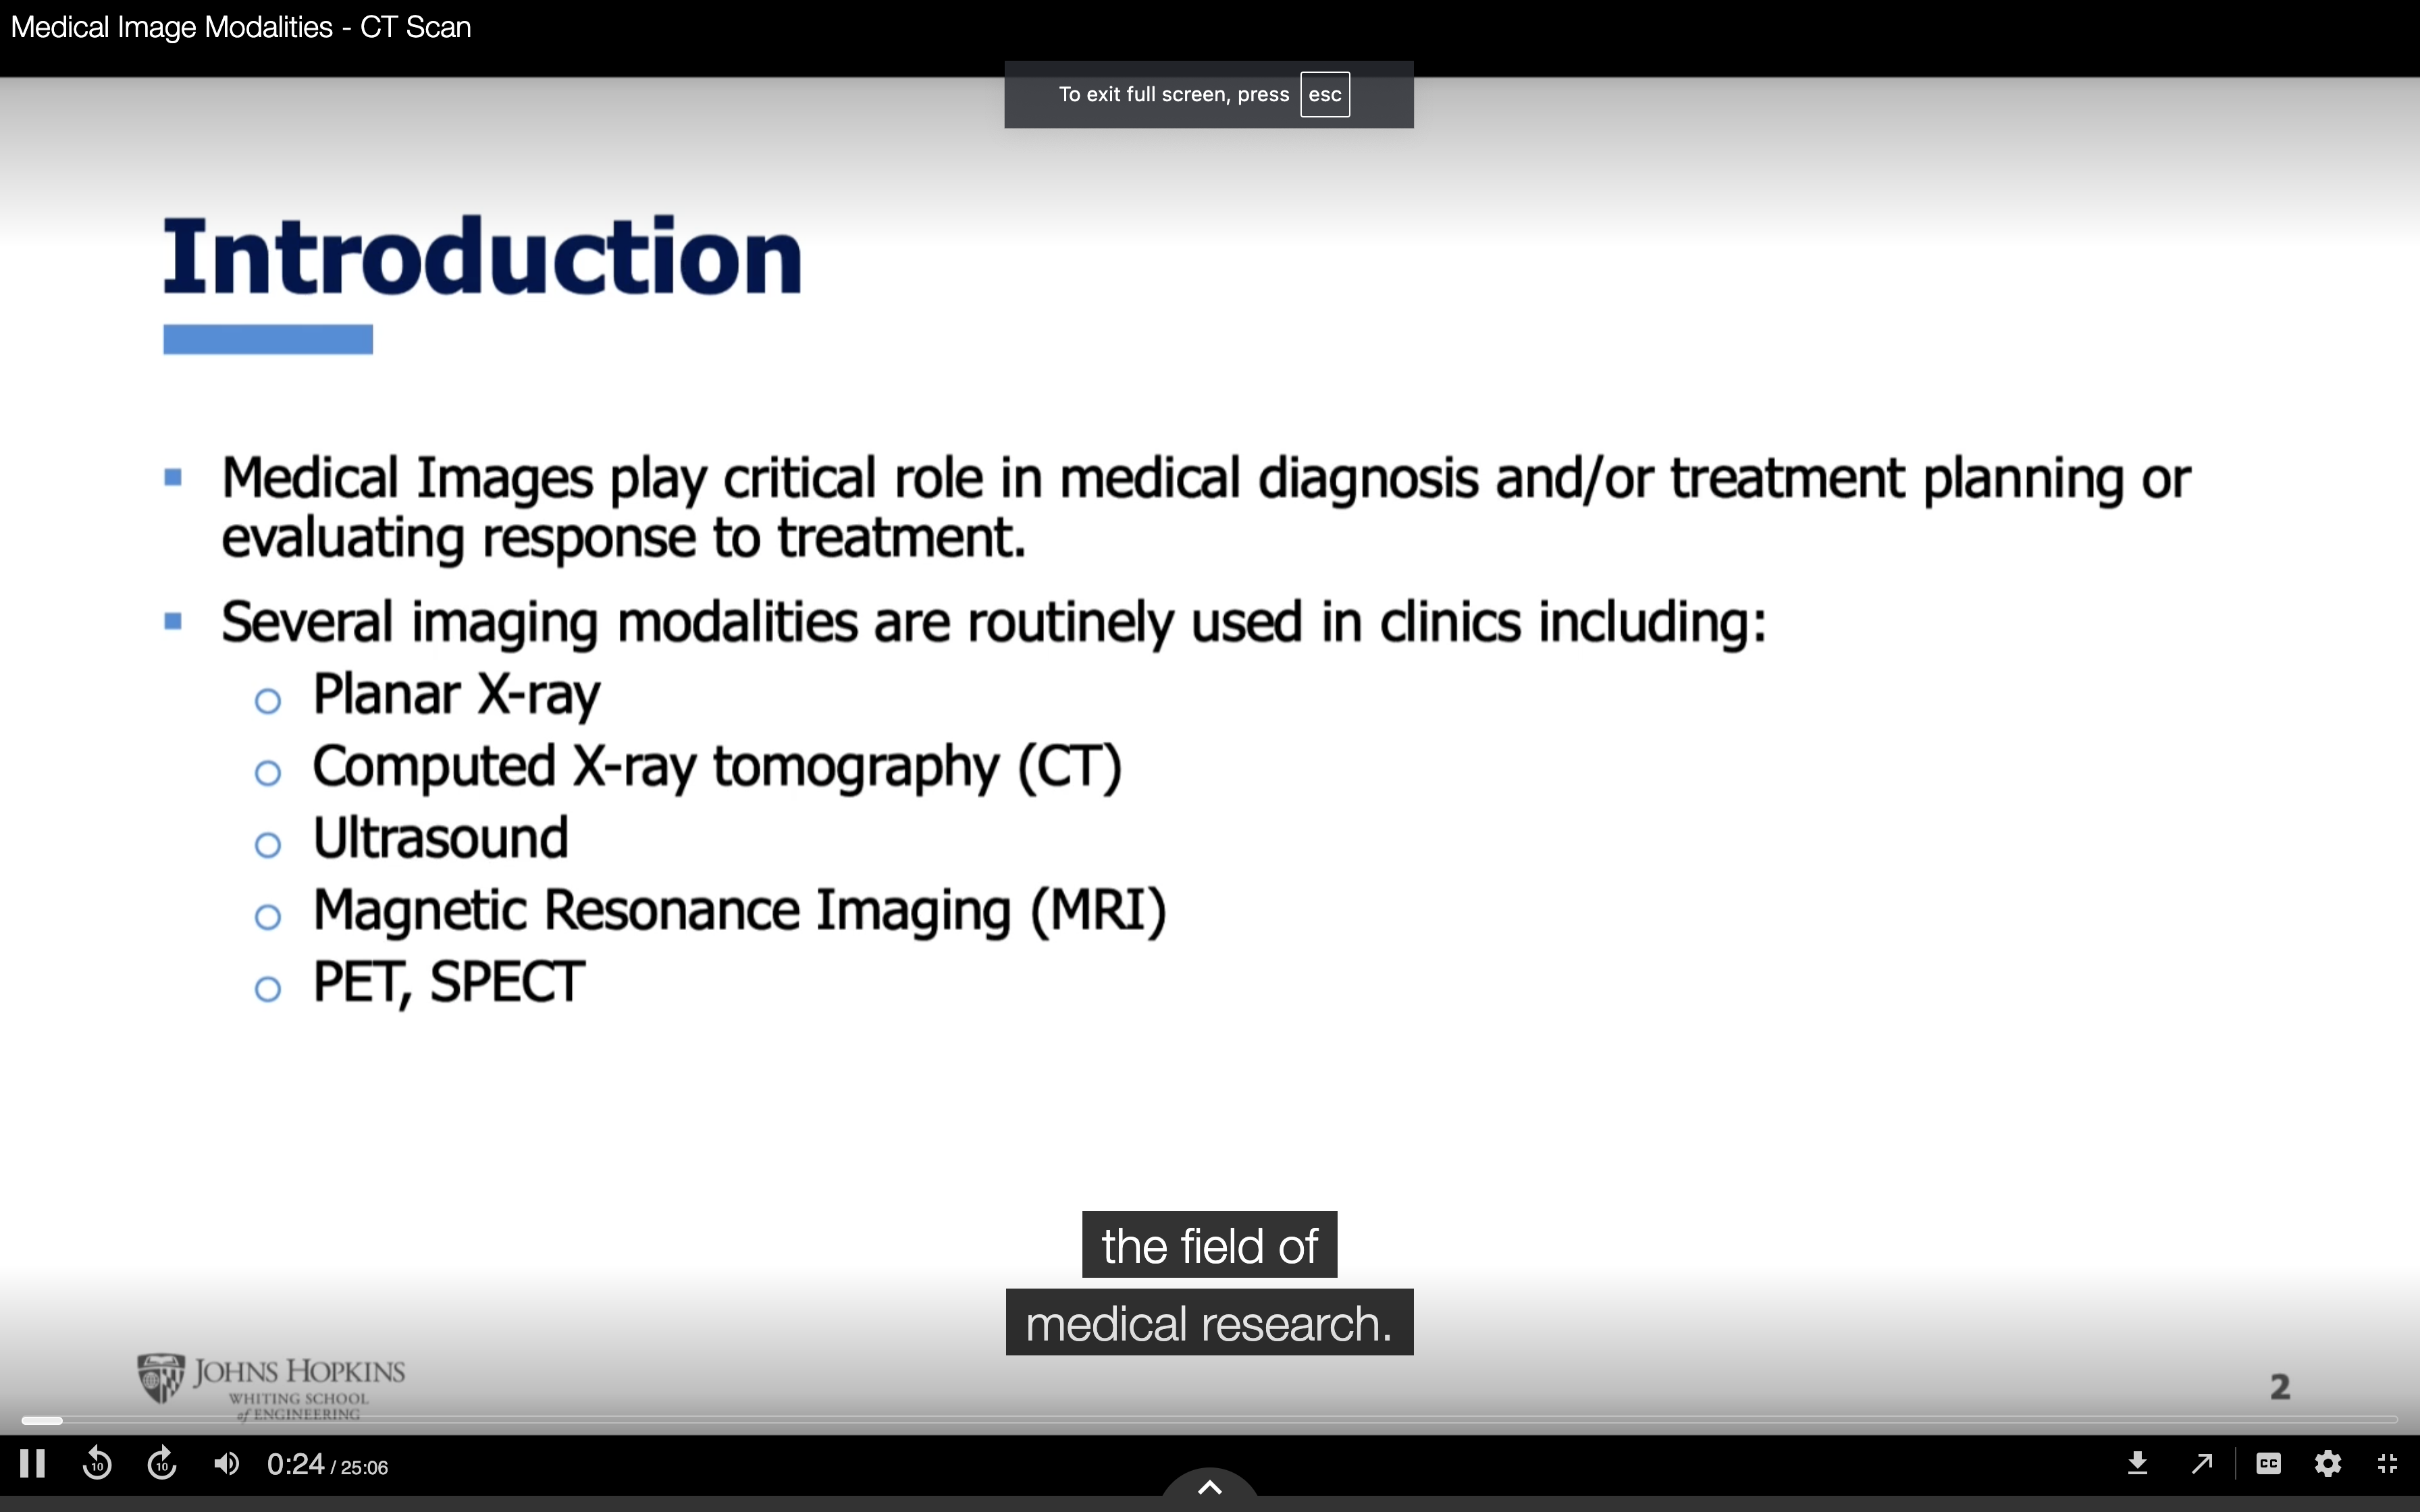 Medical Image Modalities - CT Scan
To exit full screen, press esc
Introduction
Medical Images play critical role in medical diagnosis and/or treatment planning or
evaluating response to treatment.
Several imaging modalities are routinely used in clinics including:
Planar X-ray
Computed X-ray tomography (CT)
Ultrasound
Magnetic Resonance Imaging (MRI)
PET, SPECT
the field of
medical research.
JOHNS HOPKINS
WHITING SCHOOL
of ENGINEERING
2
10 10 0:24 / 25:06 CC